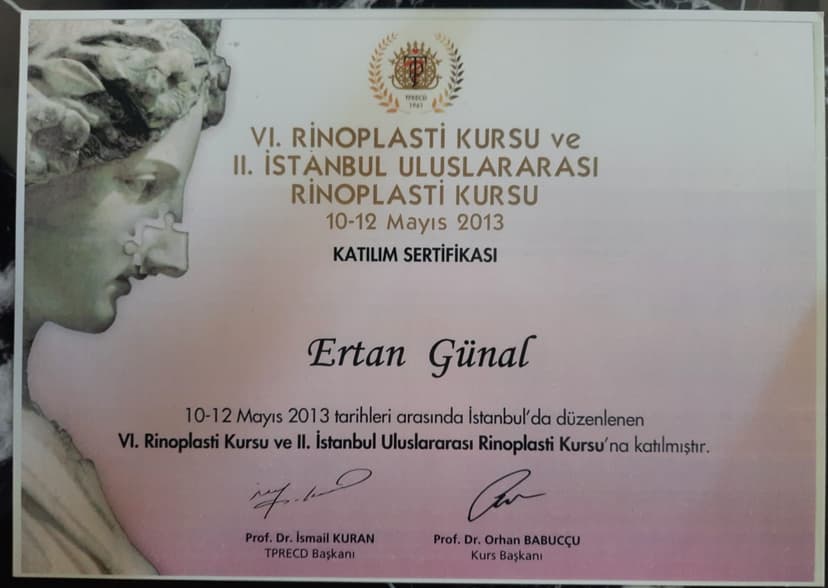 TPRECD
1961
VI. RİNOPLASTİ KURSU ve
II. İSTANBUL ULUSLARARASI
RİNOPLASTİ KURSU
10-12 Mayıs 2013
KATILIM SERTİFİKASI
Ertan Günal
10-12 Mayıs 2013 tarihleri arasında İstanbul'da düzenlenen
VI. Rinoplasti Kursu ve II. İstanbul Uluslararası Rinoplasti Kursu'na katılmıştır.
Prof. Dr. İsmail KURAN
TPRECD Başkanı
Prof. Dr. Orhan BABUCÇU
Kurs Başkanı